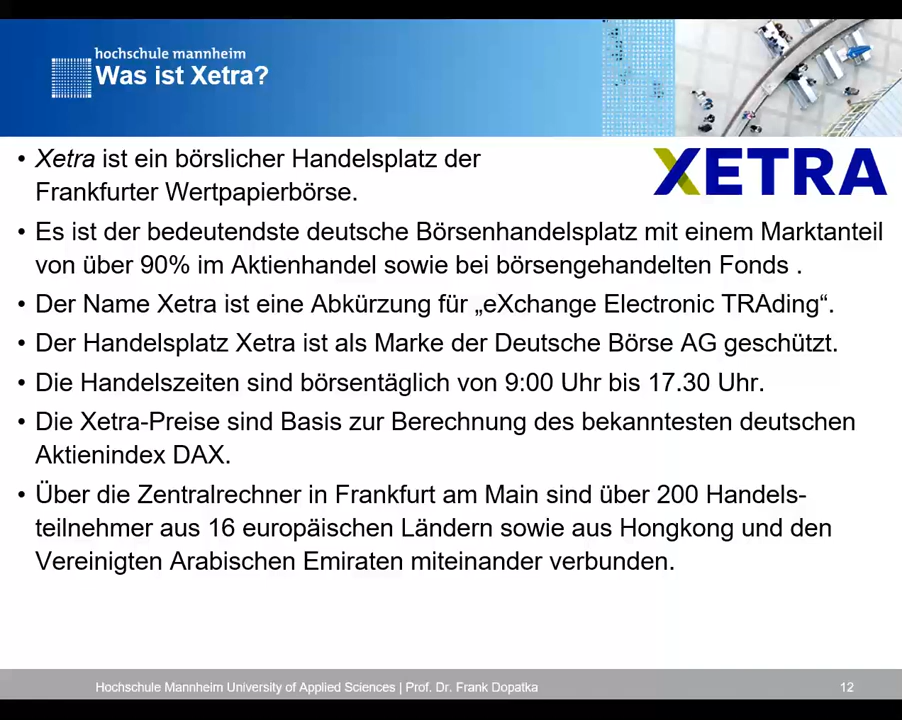 hochschule mannheim
Was ist Xetra?
XETRA
• Xetra ist ein börslicher Handelsplatz der
Frankfurter Wertpapierbörse.
• Es ist der bedeutendste deutsche Börsenhandelsplatz mit einem Marktanteil
von über 90% im Aktienhandel sowie bei börsengehandelten Fonds .
• Der Name Xetra ist eine Abkürzung für „eXchange Electronic TRAding“.
• Der Handelsplatz Xetra ist als Marke der Deutsche Börse AG geschützt.
• Die Handelszeiten sind börsentäglich von 9:00 Uhr bis 17.30 Uhr.
• Die Xetra-Preise sind Basis zur Berechnung des bekanntesten deutschen
Aktienindex DAX.
• Über die Zentralrechner in Frankfurt am Main sind über 200 Handels-
teilnehmer aus 16 europäischen Ländern sowie aus Hongkong und den
Vereinigten Arabischen Emiraten miteinander verbunden.
Hochschule Mannheim University of Applied Sciences | Prof. Dr. Frank Dopatka
12